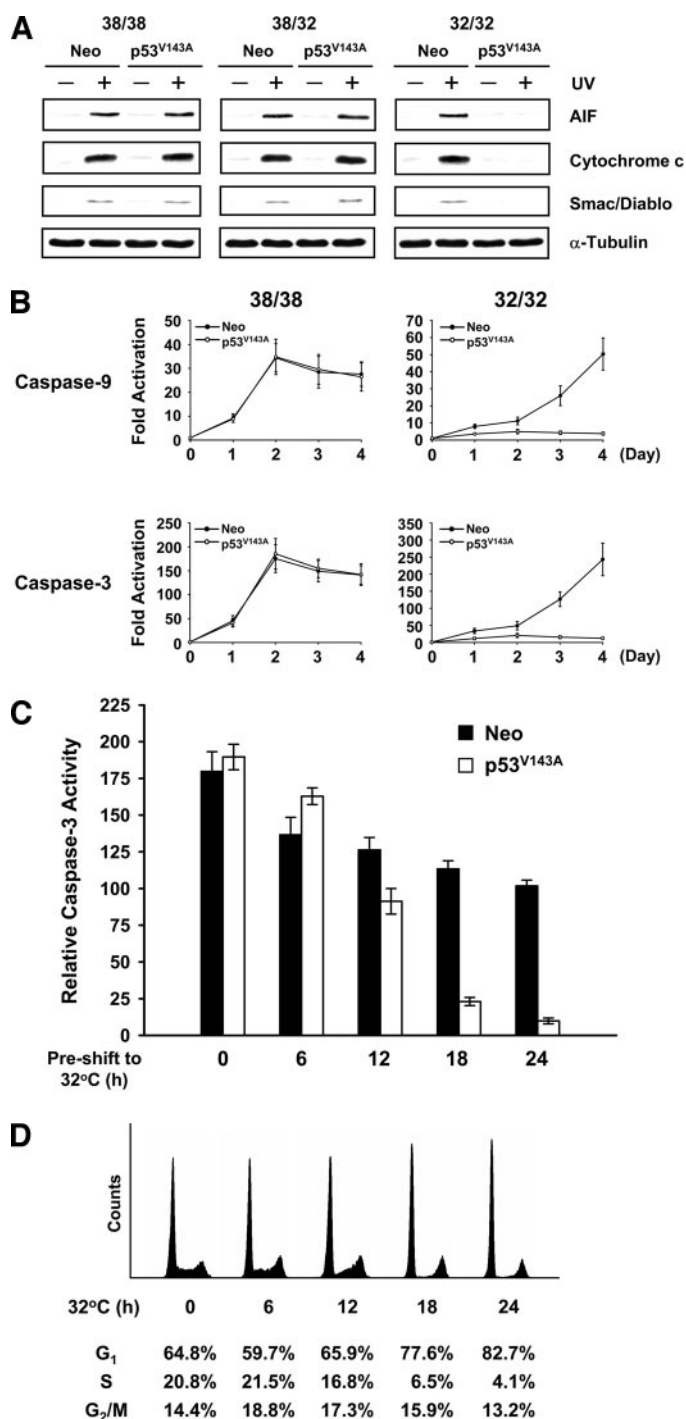 A
38/38 38/32 32/32
Neo p53V143A Neo p53V143A Neo p53V143A
— + — + — + — + — + — + UV
AIF
Cytochrome c
Smac/Diablo
α-Tubulin
B
38/38 32/32
Caspase-9
Fold Activation
50
40
30
20
10
0
Neo
p53V143A
0 1 2 3 4
70
60
50
40
30
20
10
0
Neo
p53V143A
0 1 2 3 4 (Day)
Caspase-3
Fold Activation
250
200
150
100
50
0
Neo
p53V143A
0 1 2 3 4
350
300
250
200
150
100
50
0
Neo
p53V143A
0 1 2 3 4 (Day)
C
Relative Caspase-3 Activity
225
200
175
150
125
100
75
50
25
0
Neo
p53V143A
Pre-shift to 32°C (h) 0 6 12 18 24
D
Counts
32°C (h) 0 6 12 18 24
G1 64.8% 59.7% 65.9% 77.6% 82.7%
S 20.8% 21.5% 16.8% 6.5% 4.1%
G2/M 14.4% 18.8% 17.3% 15.9% 13.2%